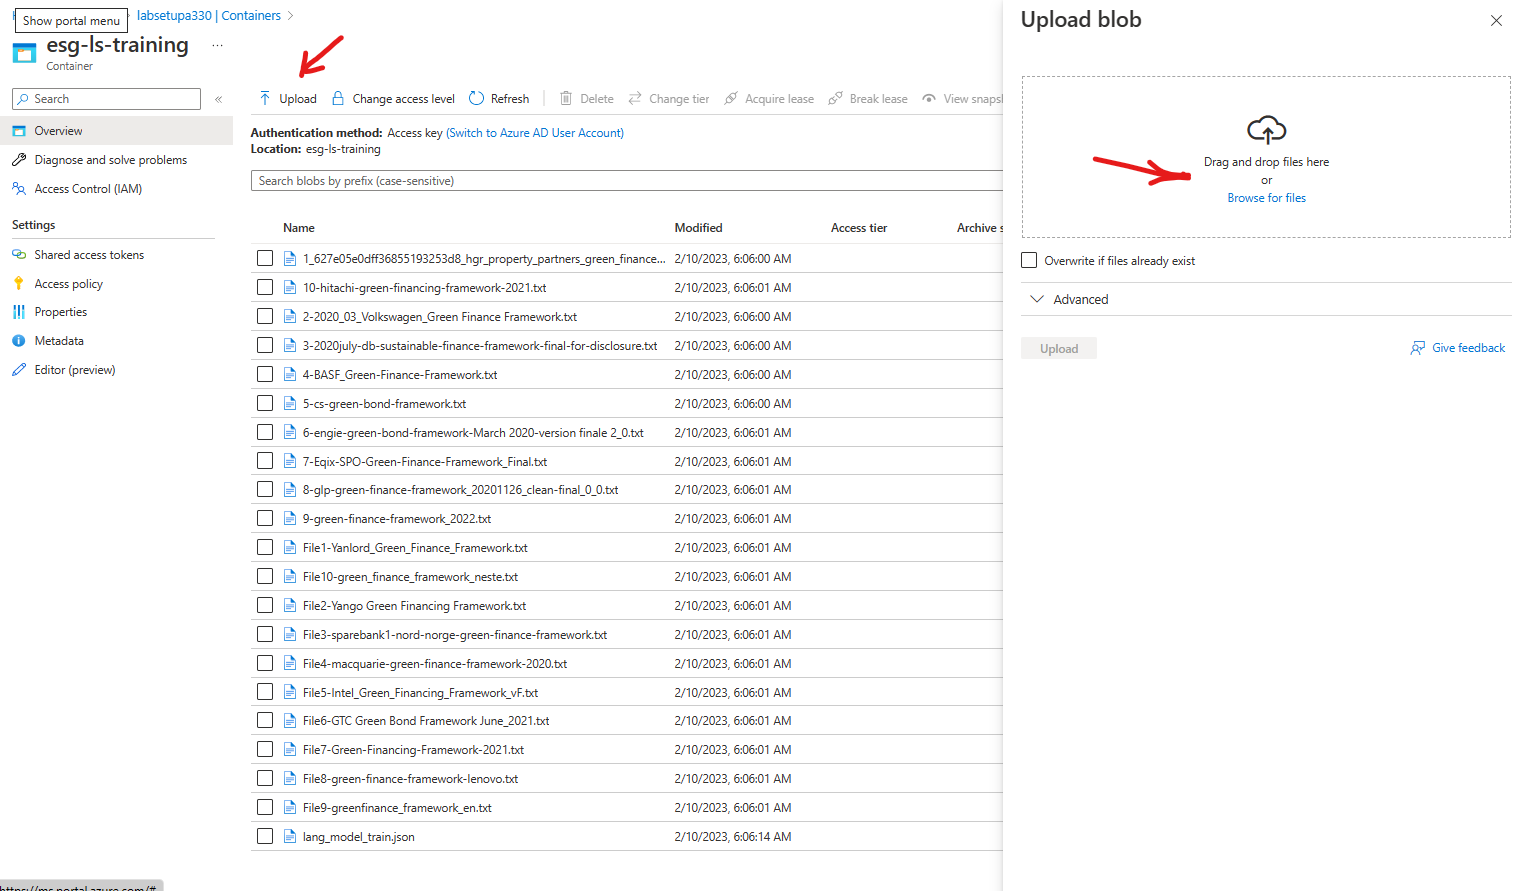 Show portal menu
labsetupa330 | Containers
esg-ls-training
Container
Search
Overview
Diagnose and solve problems
Access Control (IAM)
Settings
Shared access tokens
Access policy
Properties
Metadata
Editor (preview)
Upload Change access level Refresh Delete Change tier Acquire lease Break lease View snaps
Authentication method: Access key (Switch to Azure AD User Account)
Location: esg-ls-training
Search blobs by prefix (case-sensitive)
Name Modified Access tier Archive s
1_627e05e0dff36855193253d8_hgr_property_partners_green_finance... 2/10/2023, 6:06:00 AM
10-hitachi-green-financing-framework-2021.txt 2/10/2023, 6:06:01 AM
2-2020_03_Volkswagen_Green Finance Framework.txt 2/10/2023, 6:06:00 AM
3-2020july-db-sustainable-finance-framework-final-for-disclosure.txt 2/10/2023, 6:06:00 AM
4-BASF_Green-Finance-Framework.txt 2/10/2023, 6:06:00 AM
5-cs-green-bond-framework.txt 2/10/2023, 6:06:00 AM
6-engie-green-bond-framework-March 2020-version finale 2_0.txt 2/10/2023, 6:06:01 AM
7-Eqix-SPO-Green-Finance-Framework_Final.txt 2/10/2023, 6:06:01 AM
8-glp-green-finance-framework_20201126_clean-final_0_0.txt 2/10/2023, 6:06:01 AM
9-green-finance-framework_2022.txt 2/10/2023, 6:06:01 AM
File1-Yanlord_Green_Finance_Framework.txt 2/10/2023, 6:06:01 AM
File10-green_finance_framework_neste.txt 2/10/2023, 6:06:01 AM
File2-Yango Green Financing Framework.txt 2/10/2023, 6:06:01 AM
File3-sparebank1-nord-norge-green-finance-framework.txt 2/10/2023, 6:06:01 AM
File4-macquarie-green-finance-framework-2020.txt 2/10/2023, 6:06:01 AM
File5-Intel_Green_Financing_Framework_vF.txt 2/10/2023, 6:06:01 AM
File6-GTC Green Bond Framework June_2021.txt 2/10/2023, 6:06:01 AM
File7-Green-Financing-Framework-2021.txt 2/10/2023, 6:06:01 AM
File8-green-finance-framework-lenovo.txt 2/10/2023, 6:06:01 AM
File9-greenfinance_framework_en.txt 2/10/2023, 6:06:01 AM
lang_model_train.json 2/10/2023, 6:06:14 AM
Upload blob
Drag and drop files here
or
Browse for files
Overwrite if files already exist
Advanced
Upload
Give feedback
https://ms.portal.azure.com/#